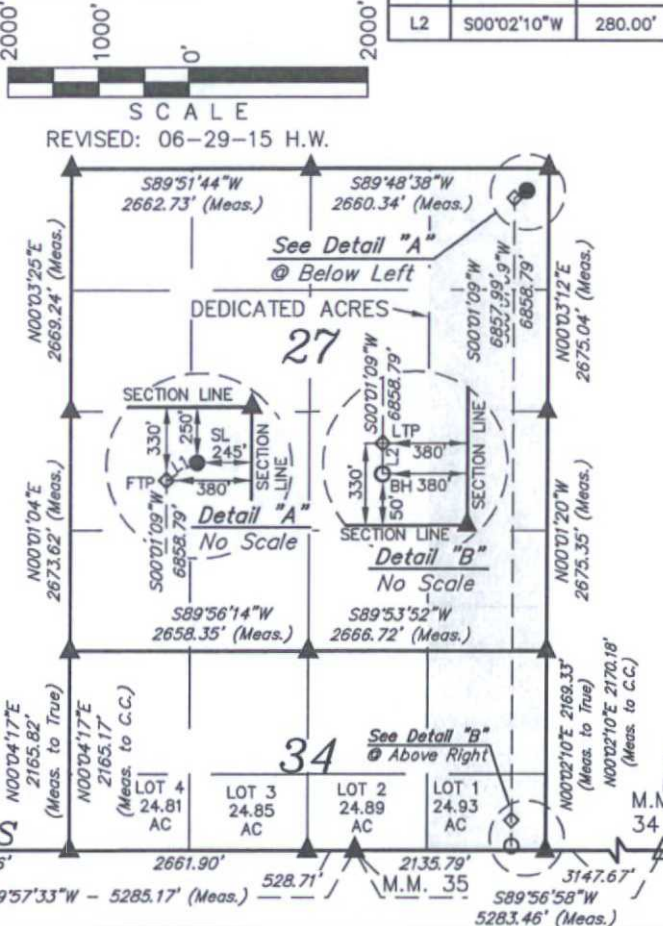 2000'
1000'
0'
2000'
L2 S00°02'10"W 280.00'
SCALE
REVISED: 06-29-15 H.W.
S89°51'44"W
2662.73' (Meas.)
S89°48'38"W
2660.34' (Meas.)
See Detail "A"
@ Below Left
N00°03'25"E
2669.24' (Meas.)
S00°01'09"W
6857.99'
6858.79'
N00°03'12"E
2675.04' (Meas.)
DEDICATED ACRES
27
SECTION LINE
330'
250'
SL
245'
L1
FTP
380'
SECTION LINE
S00°01'09"W
6858.79'
Detail "A"
No Scale
S00°01'09"W
6858.79'
LTP
380'
L2
330'
BH 380'
50'
SECTION LINE
SECTION LINE
Detail "B"
No Scale
N00°01'04"E
2673.62' (Meas.)
N00°01'20"W
2675.35' (Meas.)
S89°56'14"W
2658.35' (Meas.)
S89°53'52"W
2666.72' (Meas.)
N00°04'17"E
2165.82'
(Meas. to True)
N00°04'17"E
2165.17'
(Meas. to C.C.)
34
See Detail "B"
@ Above Right
N00°02'10"E 2169.33'
(Meas. to True)
N00°02'10"E 2170.18'
(Meas. to C.C.)
LOT 4
24.81
AC
LOT 3
24.85
AC
LOT 2
24.89
AC
LOT 1
24.93
AC
M.M.
34
S
6'
2661.90'
528.71'
2135.79'
M.M. 35
3147.67'
9°57'33"W - 5285.17' (Meas.)
S89°56'58"W
5283.46' (Meas.)